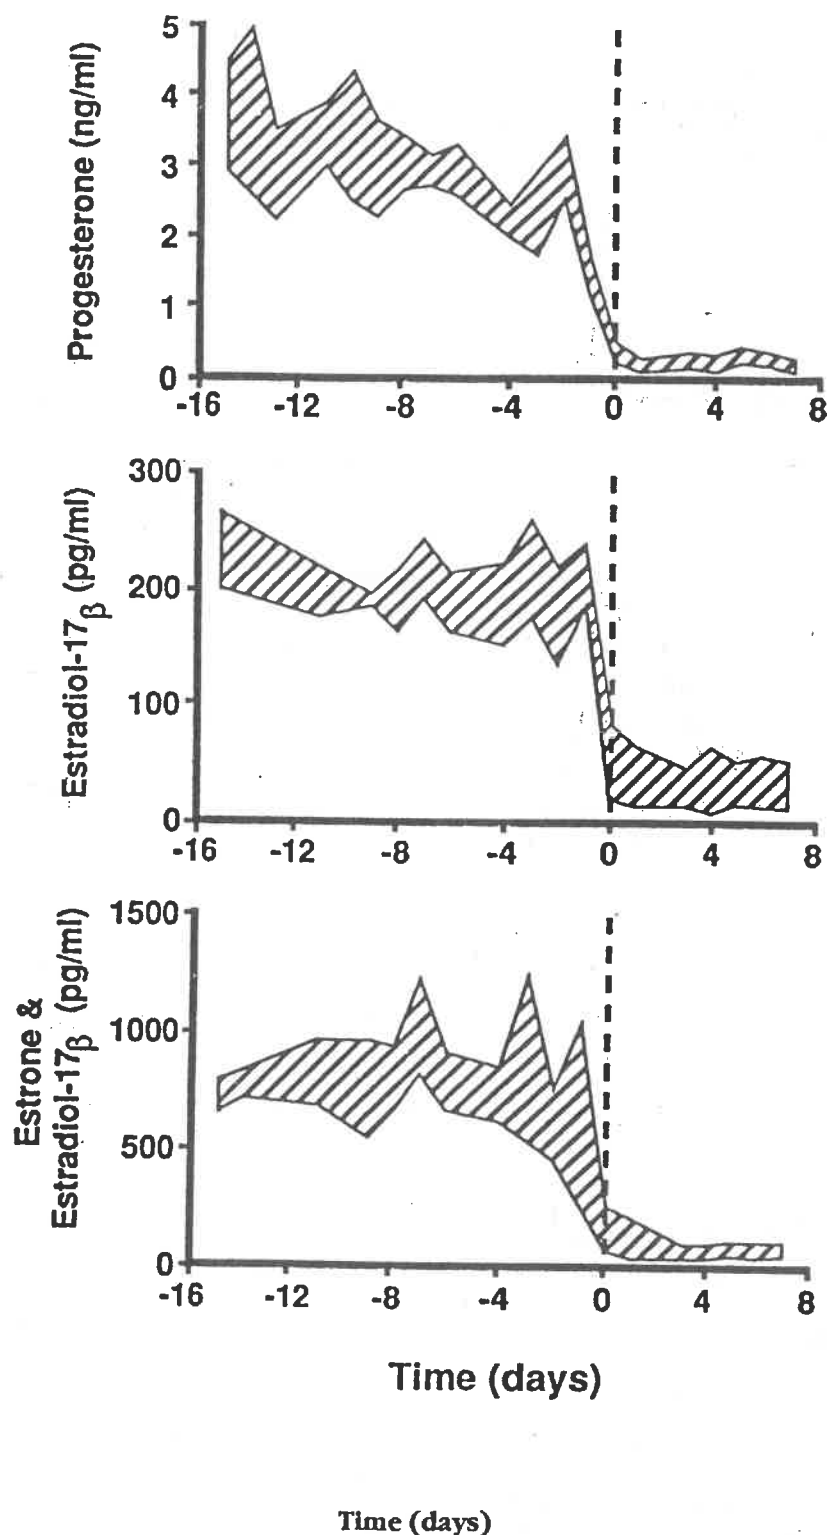 Progesterone (ng/ml)
5
4
3
2
1
0
-16 -12 -8 -4 0 4 8
Estradiol-17β (pg/ml)
300
200
100
0
-16 -12 -8 -4 0 4 8
Estrone &
Estradiol-17β (pg/ml)
1500
1000
500
0
-16 -12 -8 -4 0 4 8
Time (days)
Time (days)